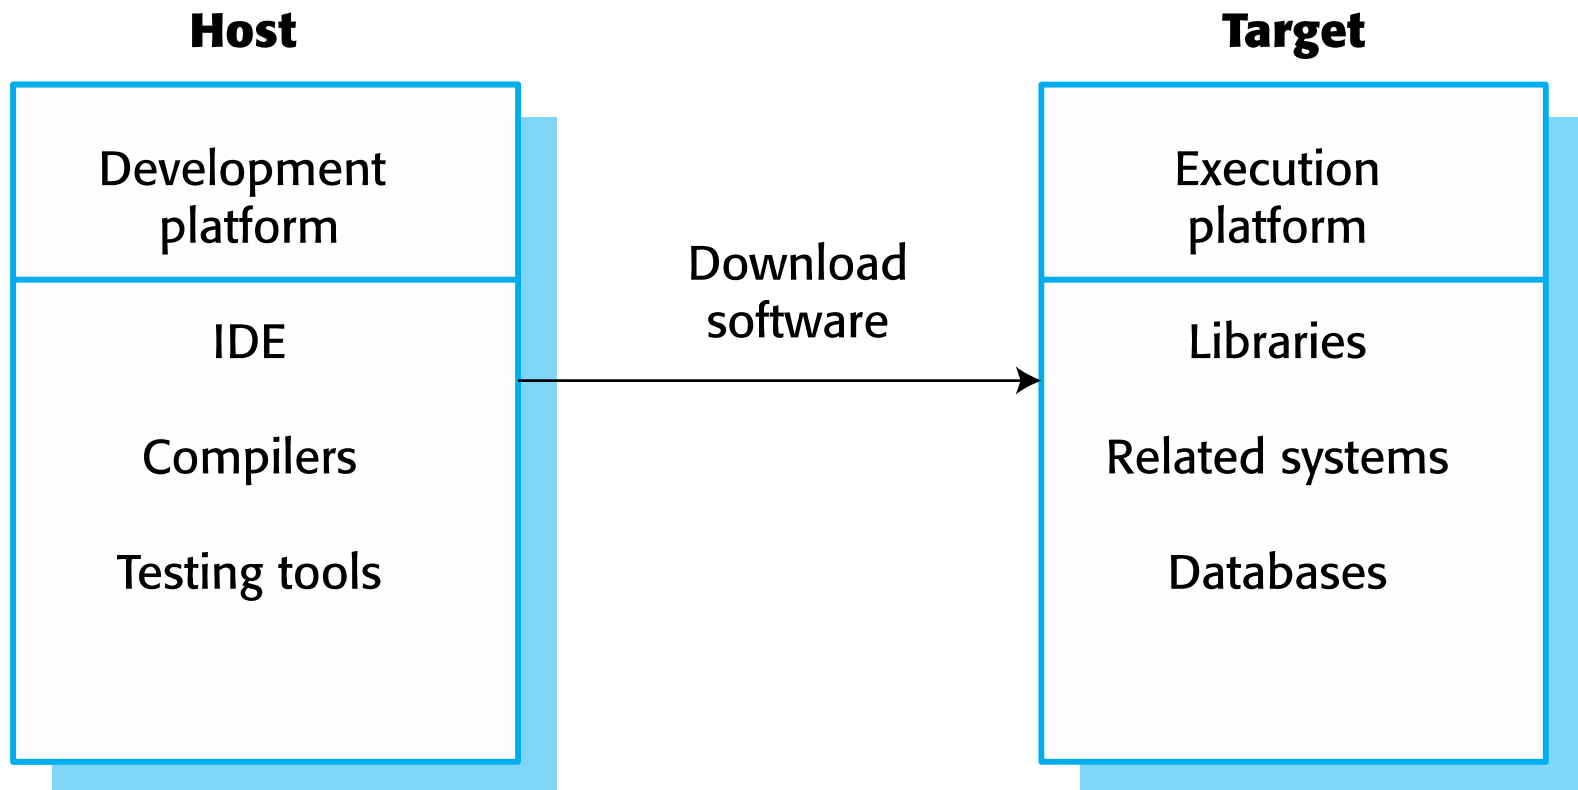 Host
Development
platform
IDE
Compilers
Testing tools
Download
software
Target
Execution
platform
Libraries
Related systems
Databases